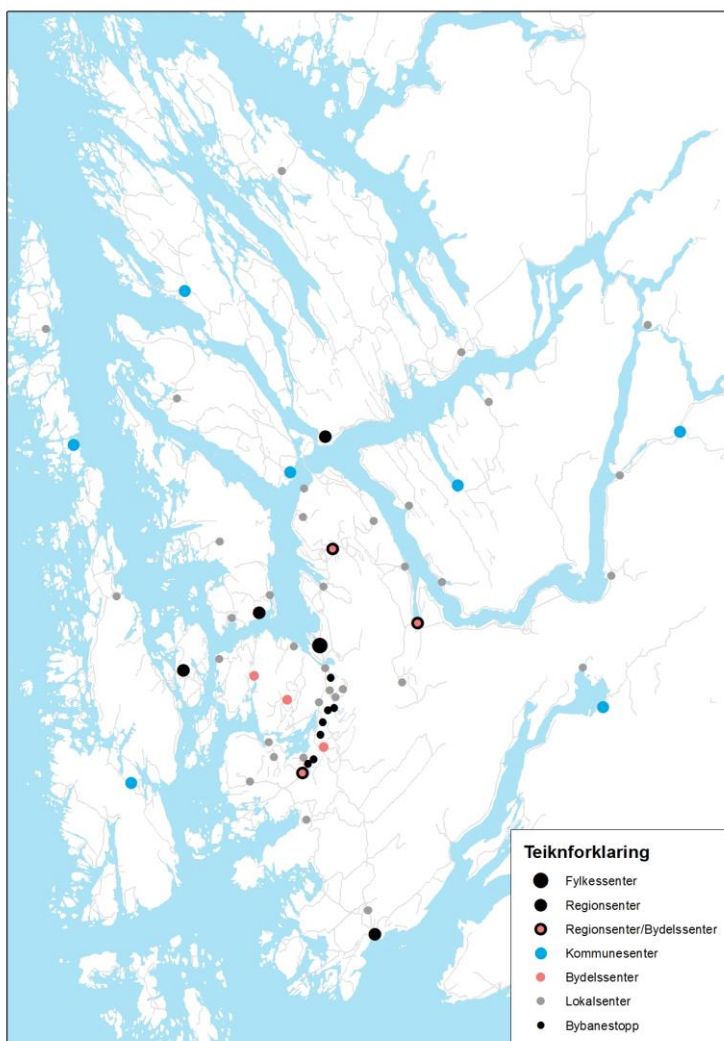 Teiknforklaring
Fylkessenter
Regionsenter
Regionsenter/Bydelssenter
Kommunesenter
Bydelssenter
Lokalsenter
Bybanestopp